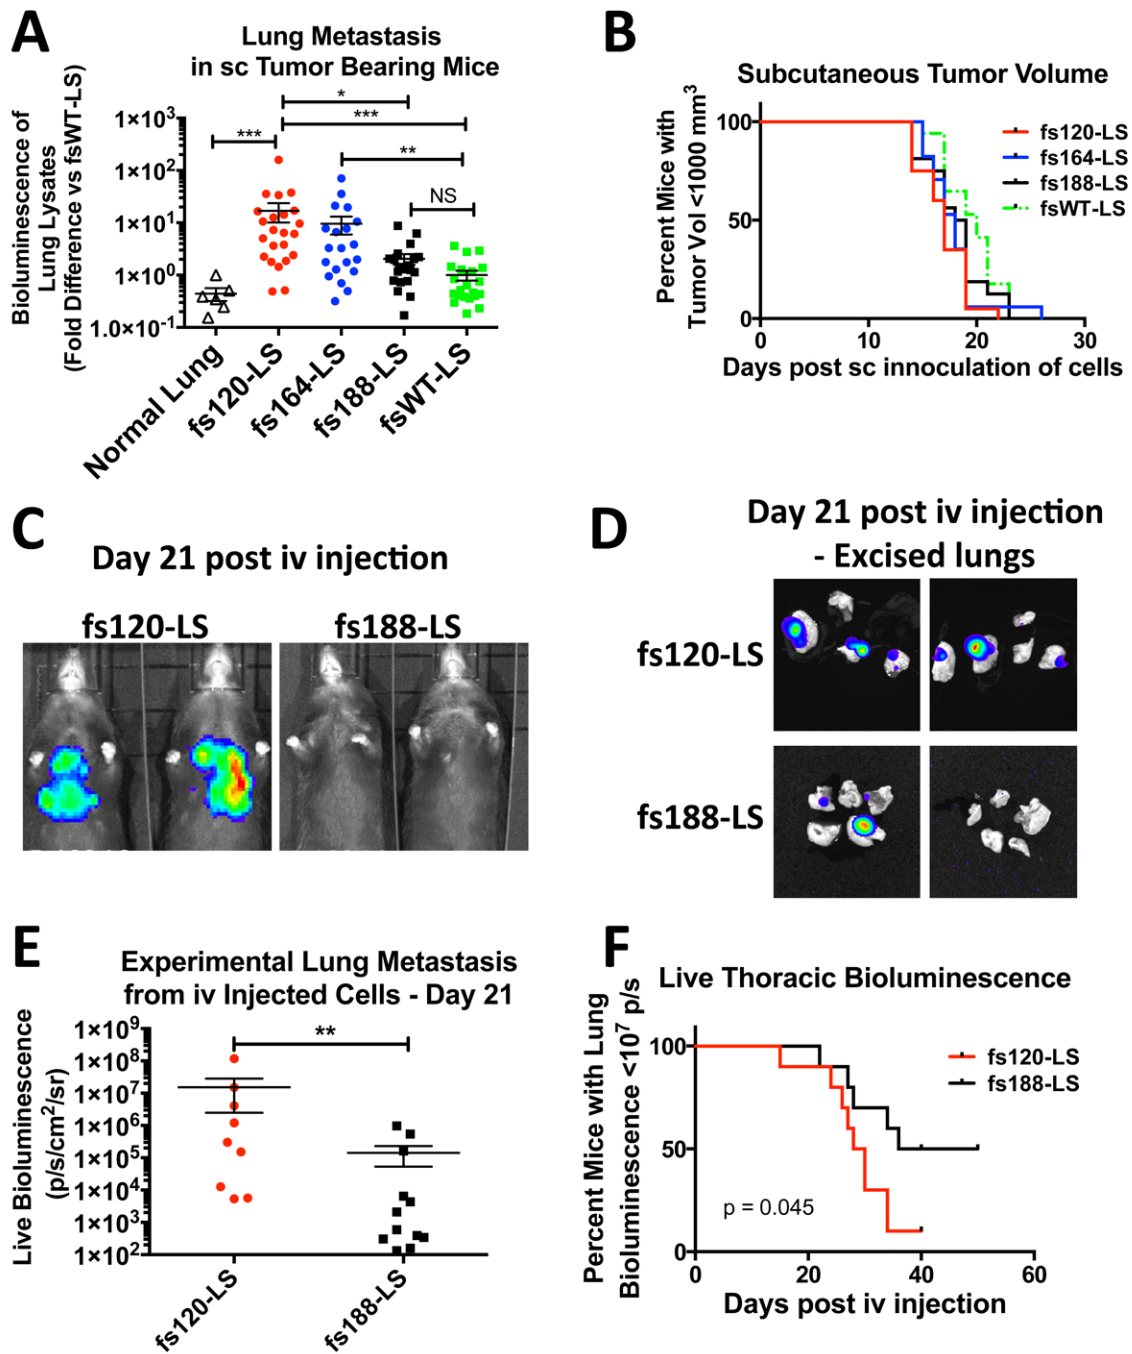 A
Lung Metastasis
in sc Tumor Bearing Mice
Bioluminescence of
Lung Lysates
(Fold Difference vs fsWT-LS)
1×10³
1×10²
1×10¹
1×10⁰
1.0×10⁻¹
*
***
***
**
NS
Normal Lung
fs120-LS
fs164-LS
fs188-LS
fsWT-LS
B
Subcutaneous Tumor Volume
Percent Mice with
Tumor Vol <1000 mm³
100
50
0
0
10
20
30
Days post sc innoculation of cells
fs120-LS
fs164-LS
fs188-LS
fsWT-LS
C
Day 21 post iv injection
fs120-LS
fs188-LS
D
Day 21 post iv injection
- Excised lungs
fs120-LS
fs188-LS
E
Experimental Lung Metastasis
from iv Injected Cells - Day 21
Live Bioluminescence
(p/s/cm²/sr)
1×10⁹
1×10⁸
1×10⁷
1×10⁶
1×10⁵
1×10⁴
1×10³
1×10²
**
fs120-LS
fs188-LS
F
Live Thoracic Bioluminescence
Percent Mice with Lung
Bioluminescence <10⁷ p/s
100
50
0
p = 0.045
0
20
40
60
Days post iv injection
fs120-LS
fs188-LS